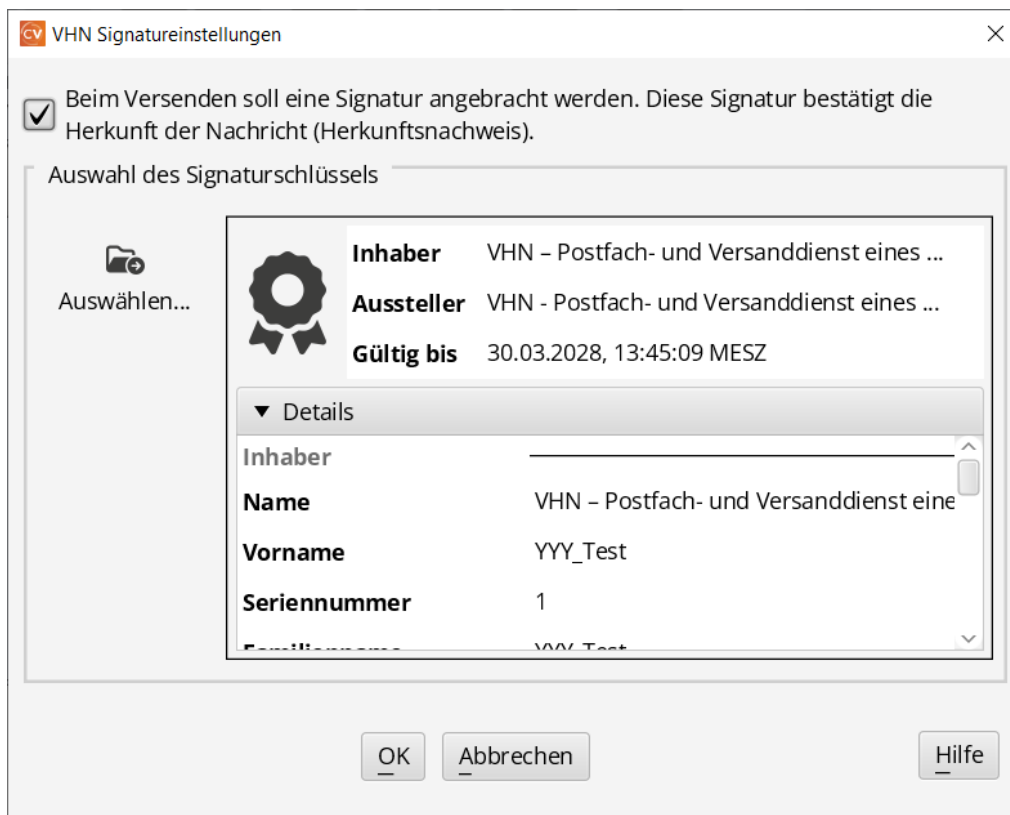 CV VHN Signatureinstellungen
Beim Versenden soll eine Signatur angebracht werden. Diese Signatur bestätigt die
Herkunft der Nachricht (Herkunftsnachweis).
Auswahl des Signaturschlüssels
Auswählen...
Inhaber VHN – Postfach- und Versanddienst eines ...
Aussteller VHN - Postfach- und Versanddienst eines ...
Gültig bis 30.03.2028, 13:45:09 MESZ
Details
Inhaber
Name VHN – Postfach- und Versanddienst eine
Vorname YYY_Test
Seriennummer 1
Familienname YYY_Test
OK Abbrechen Hilfe